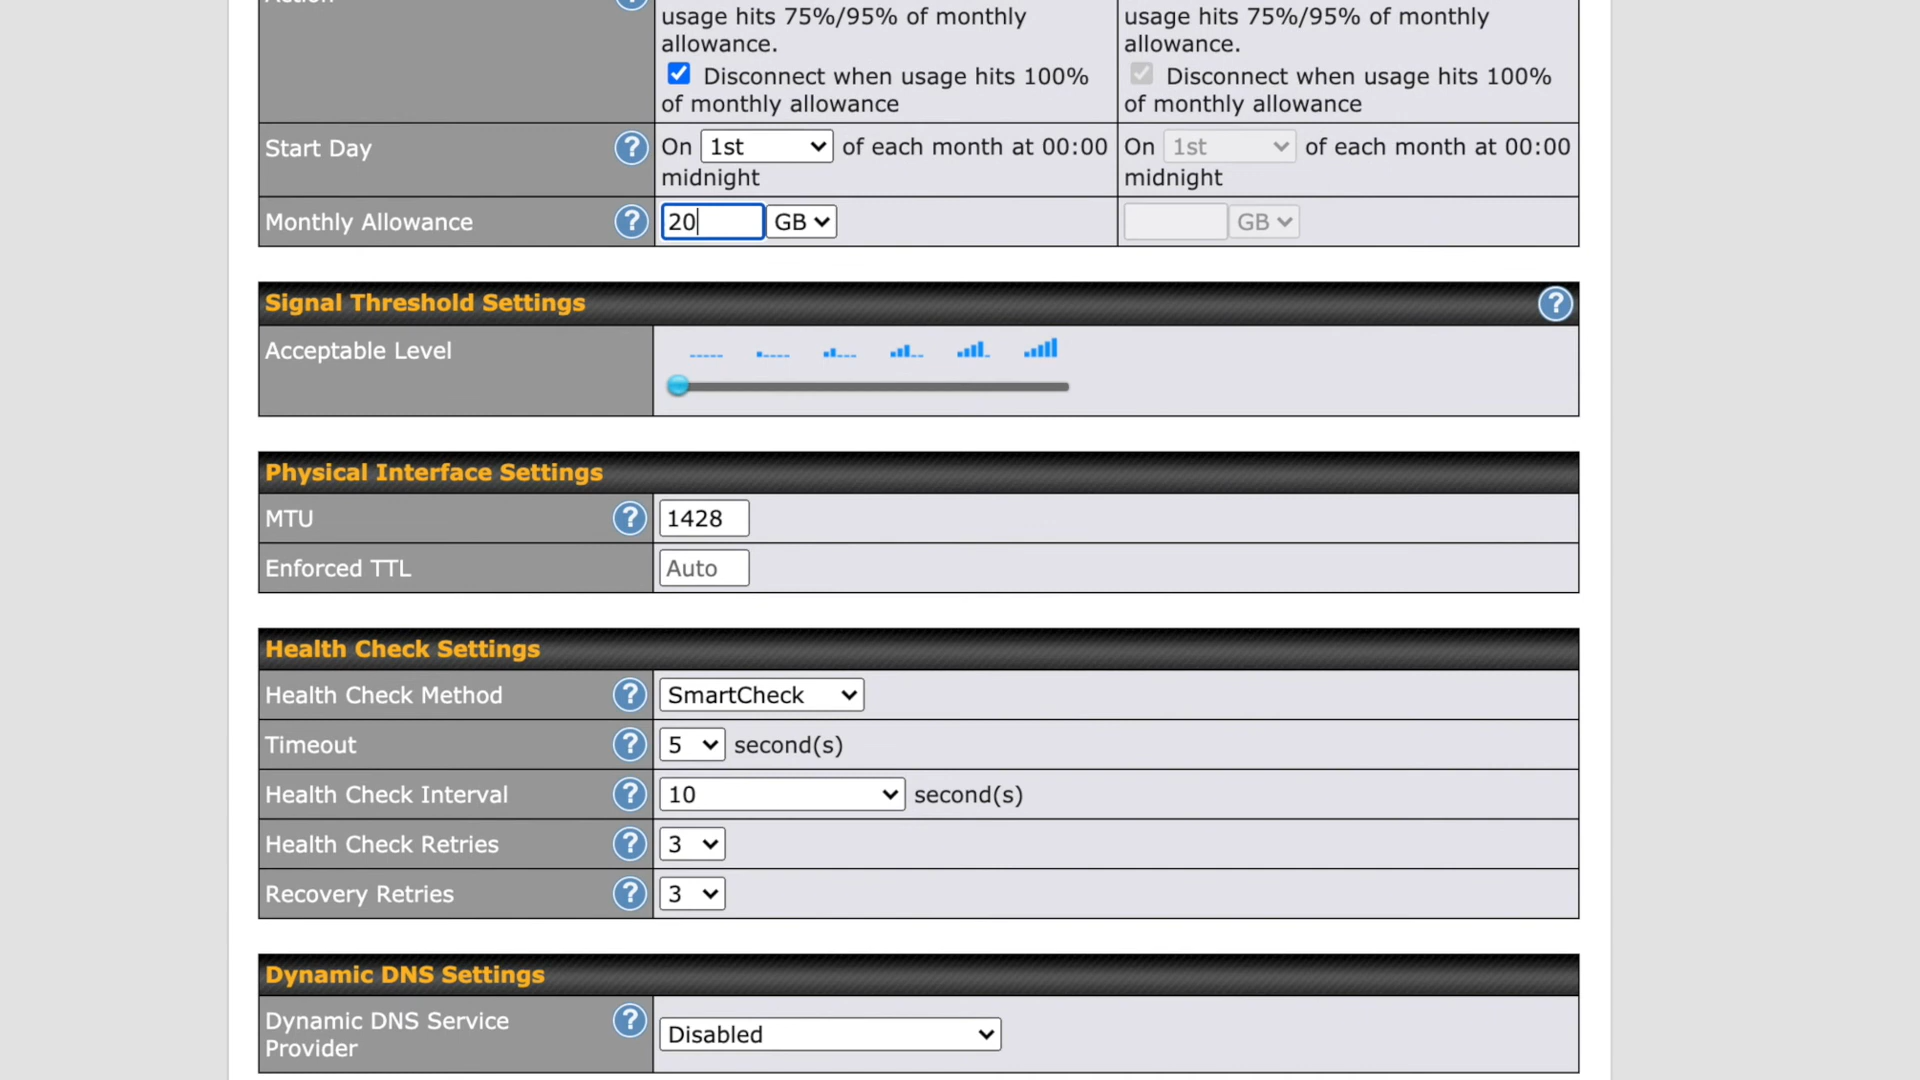 Action
usage hits 75%/95% of monthly
allowance.
Disconnect when usage hits 100%
of monthly allowance
usage hits 75%/95% of monthly
allowance.
Disconnect when usage hits 100%
of monthly allowance
Start Day ?
On 1st of each month at 00:00
midnight
On 1st of each month at 00:00
midnight
Monthly Allowance ? 20 GB GB
Signal Threshold Settings ?
Acceptable Level
Physical Interface Settings
MTU ? 1428
Enforced TTL Auto
Health Check Settings
Health Check Method ? SmartCheck
Timeout ? 5 second(s)
Health Check Interval ? 10 second(s)
Health Check Retries ? 3
Recovery Retries ? 3
Dynamic DNS Settings
Dynamic DNS Service
Provider ? Disabled